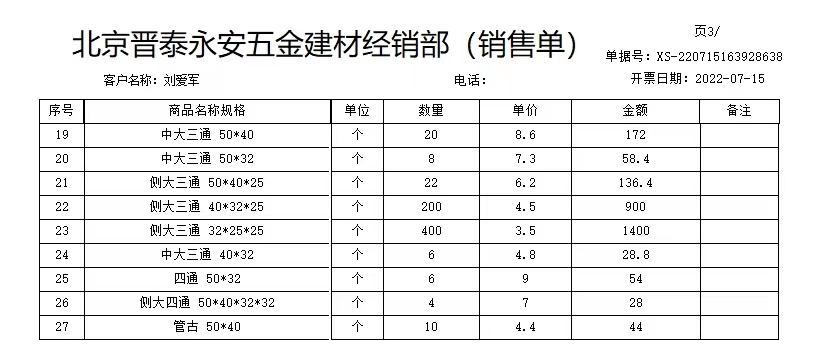 页3/
北京晋泰永安五金建材经销部（销售单）
单据号：XS-220715163928638
客户名称：刘爱军 电话： 开票日期：2022-07-15
序号 商品名称规格 单位 数量 单价 金额 备注
19 中大三通 50*40 个 20 8.6 172
20 中大三通 50*32 个 8 7.3 58.4
21 侧大三通 50*40*25 个 22 6.2 136.4
22 侧大三通 40*32*25 个 200 4.5 900
23 侧大三通 32*25*25 个 400 3.5 1400
24 中大三通 40*32 个 6 4.8 28.8
25 四通 50*32 个 6 9 54
26 侧大四通 50*40*32*32 个 4 7 28
27 管古 50*40 个 10 4.4 44